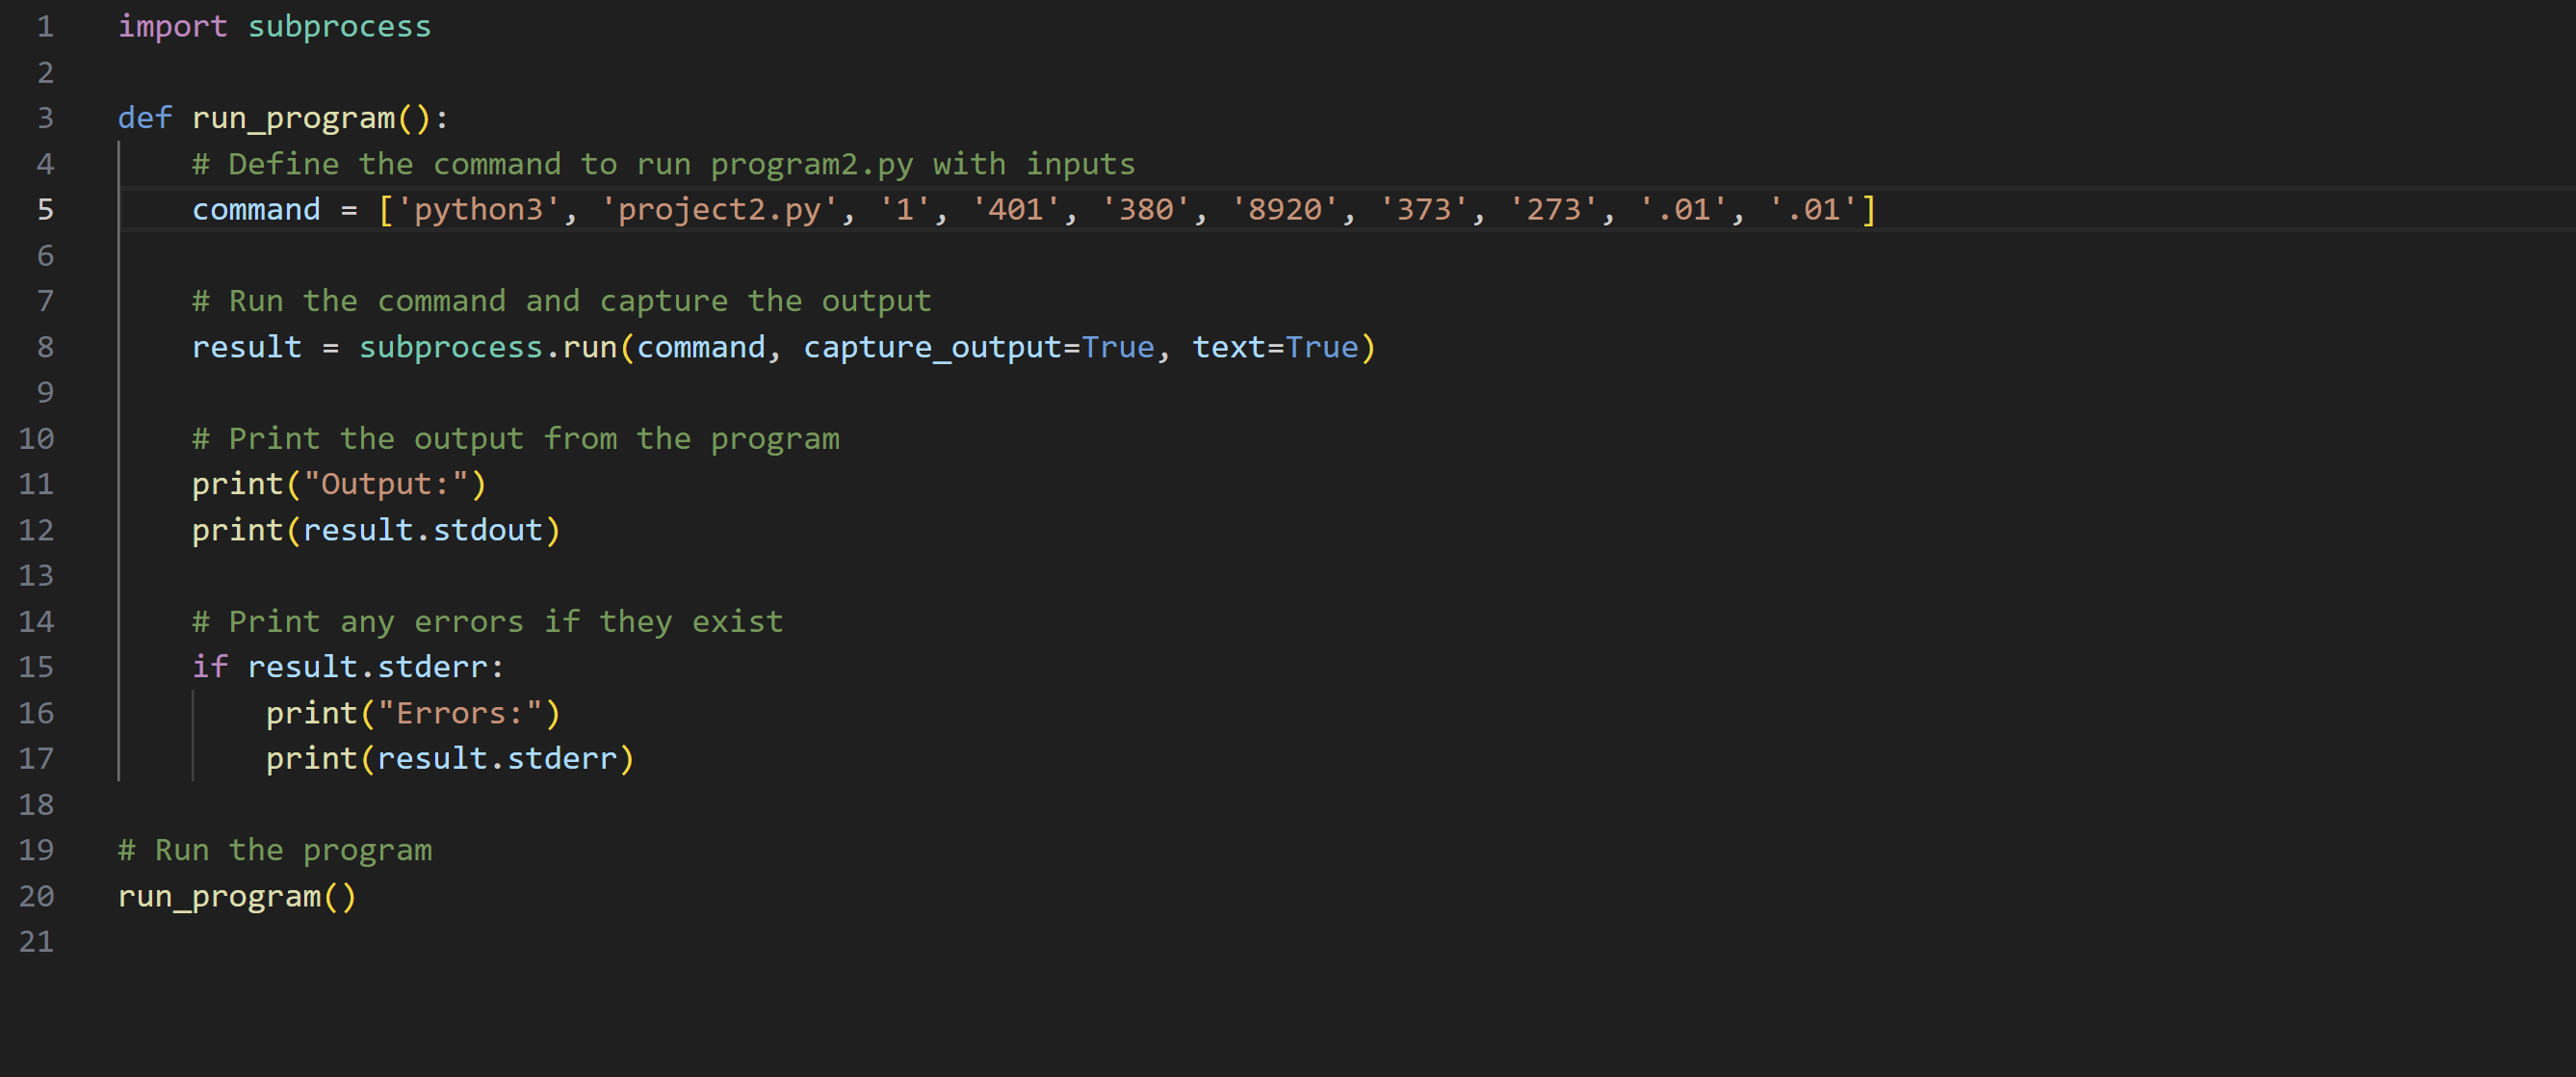 1 import subprocess
2
3 def run_program():
4     # Define the command to run program2.py with inputs
5     command = ['python3', 'project2.py', '1', '401', '380', '8920', '373', '273', '.01', '.01']
6
7     # Run the command and capture the output
8     result = subprocess.run(command, capture_output=True, text=True)
9
10     # Print the output from the program
11     print("Output:")
12     print(result.stdout)
13
14     # Print any errors if they exist
15     if result.stderr:
16         print("Errors:")
17         print(result.stderr)
18
19 # Run the program
20 run_program()
21